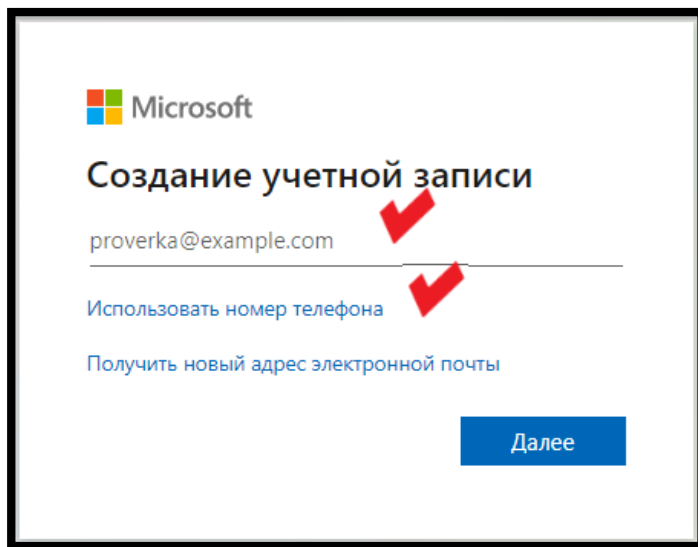 Microsoft
Создание учетной записи
proverka@example.com
Использовать номер телефона
Получить новый адрес электронной почты
Далее